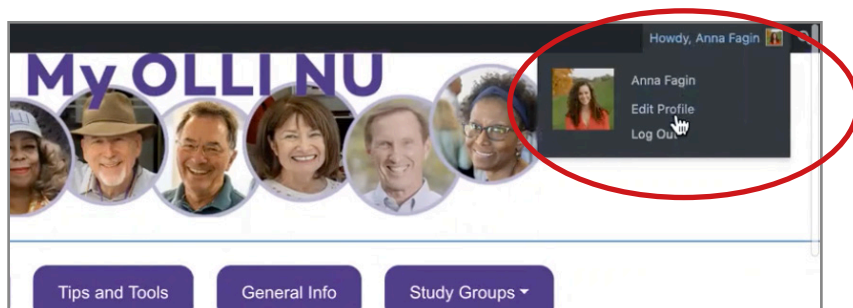 Howdy, Anna Fagin
My OLLI NU
Anna Fagin
Edit Profile
Log Out
Tips and Tools
General Info
Study Groups